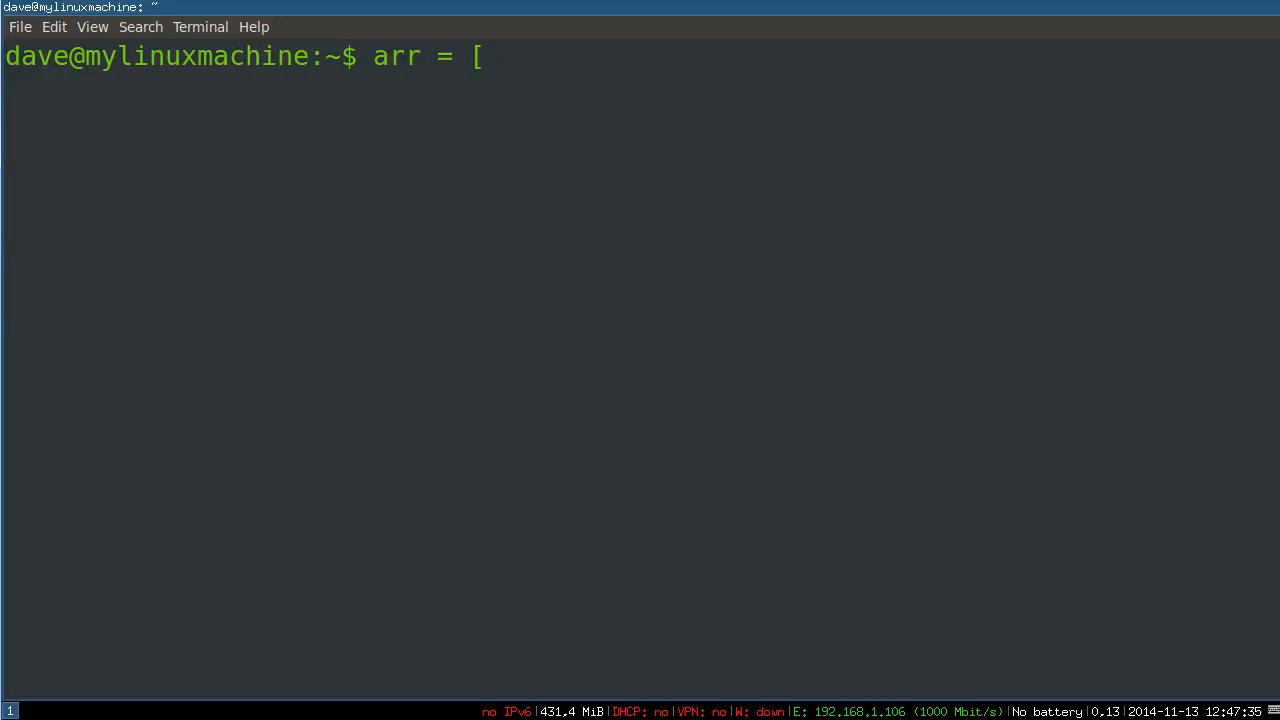 dave@mylinuxmachine: ~
File Edit View Search Terminal Help
dave@mylinuxmachine:~$ arr = [
1 no IPv6|431,4 MiB|DHCP: no|VPN: no|W: down|E: 192.168.1.106 (1000 Mbit/s)|No battery|0,13|2014-11-13 12:47:35